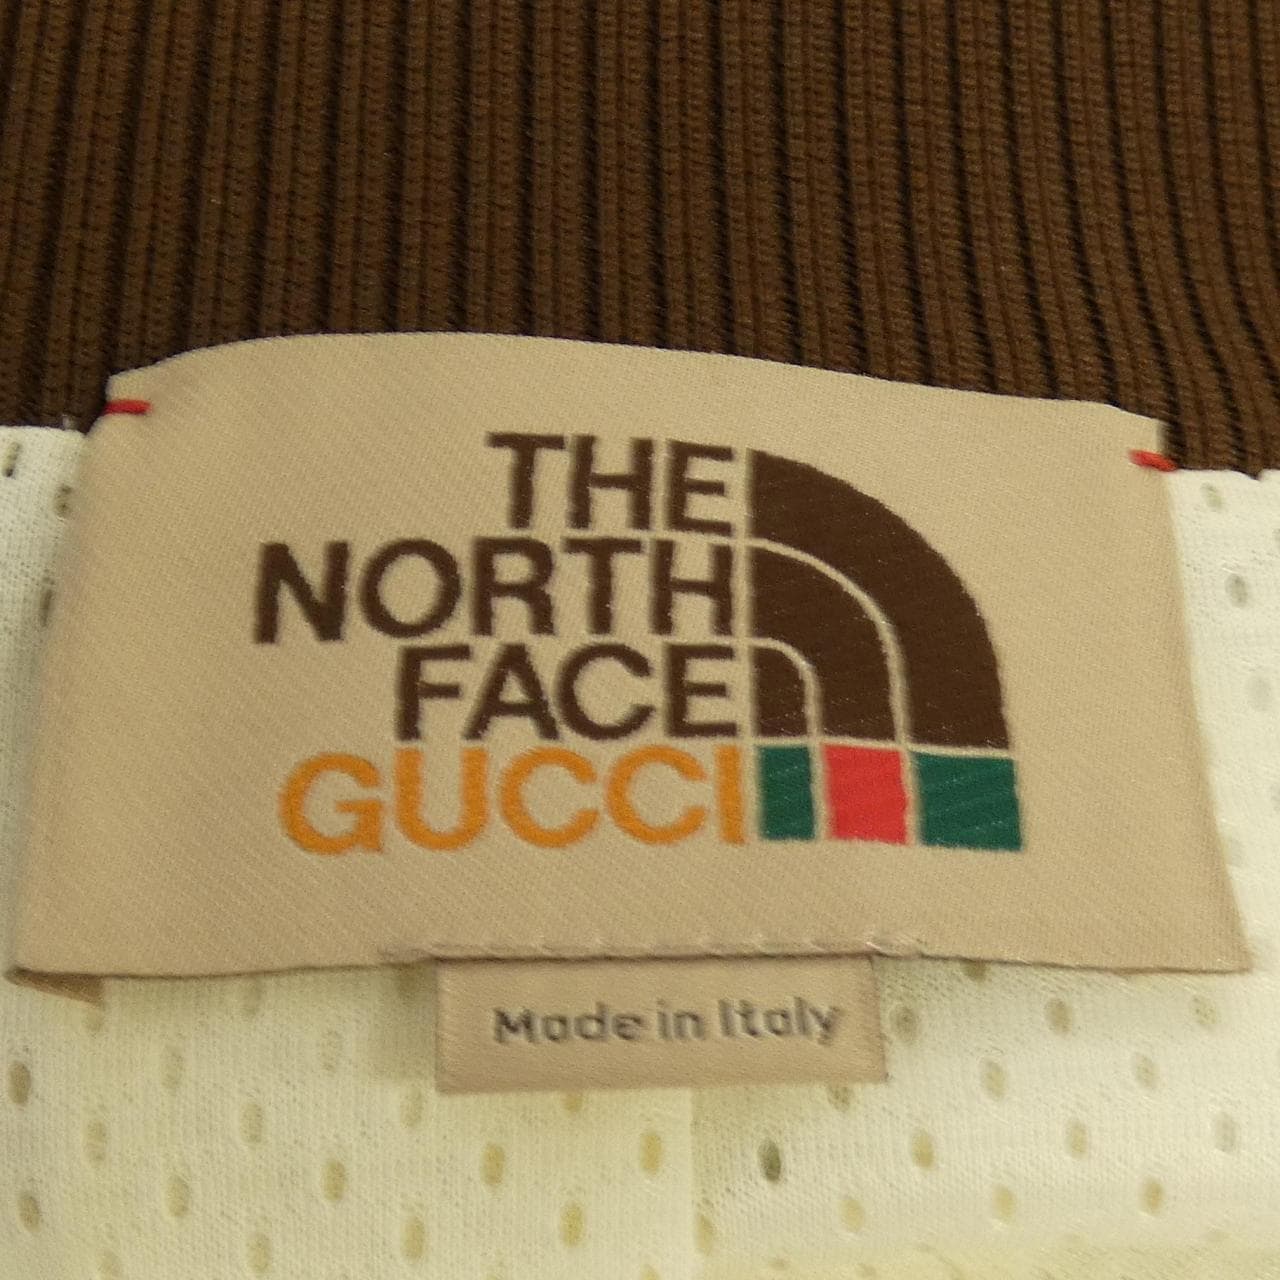 THE
NORTH
FACE
GUCCI
Made in Italy